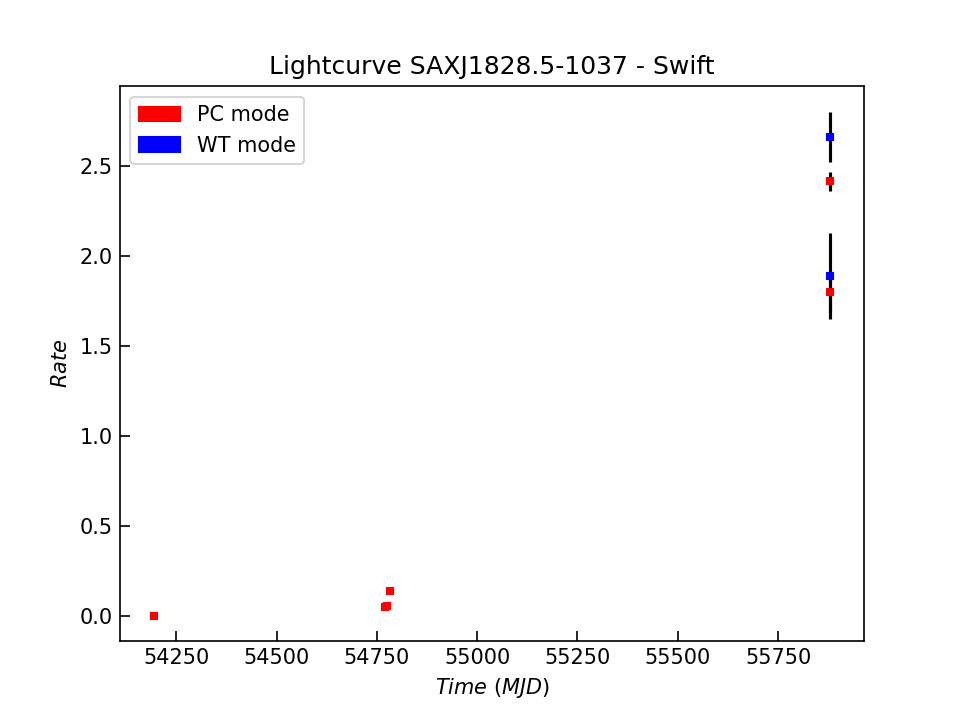 Lightcurve SAXJ1828.5-1037 - Swift
PC mode
WT mode
2.5
2.0
1.5
1.0
0.5
0.0
Rate
54250 54500 54750 55000 55250 55500 55750
Time (MJD)